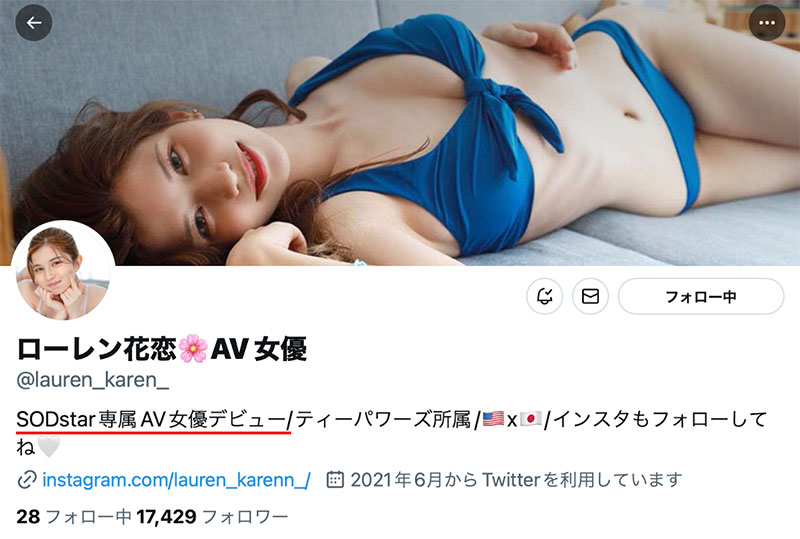 フォロー中
ローレン花恋🌸AV女優
@lauren_karen_
SODstar専属AV女優デビュー/ティーパワーズ所属/🇺🇸x🇯🇵/インスタもフォローして
ね🤍
instagram.com/lauren_karenn_/ 2021年6月からTwitterを利用しています
28 フォロー中 17,429 フォロワー